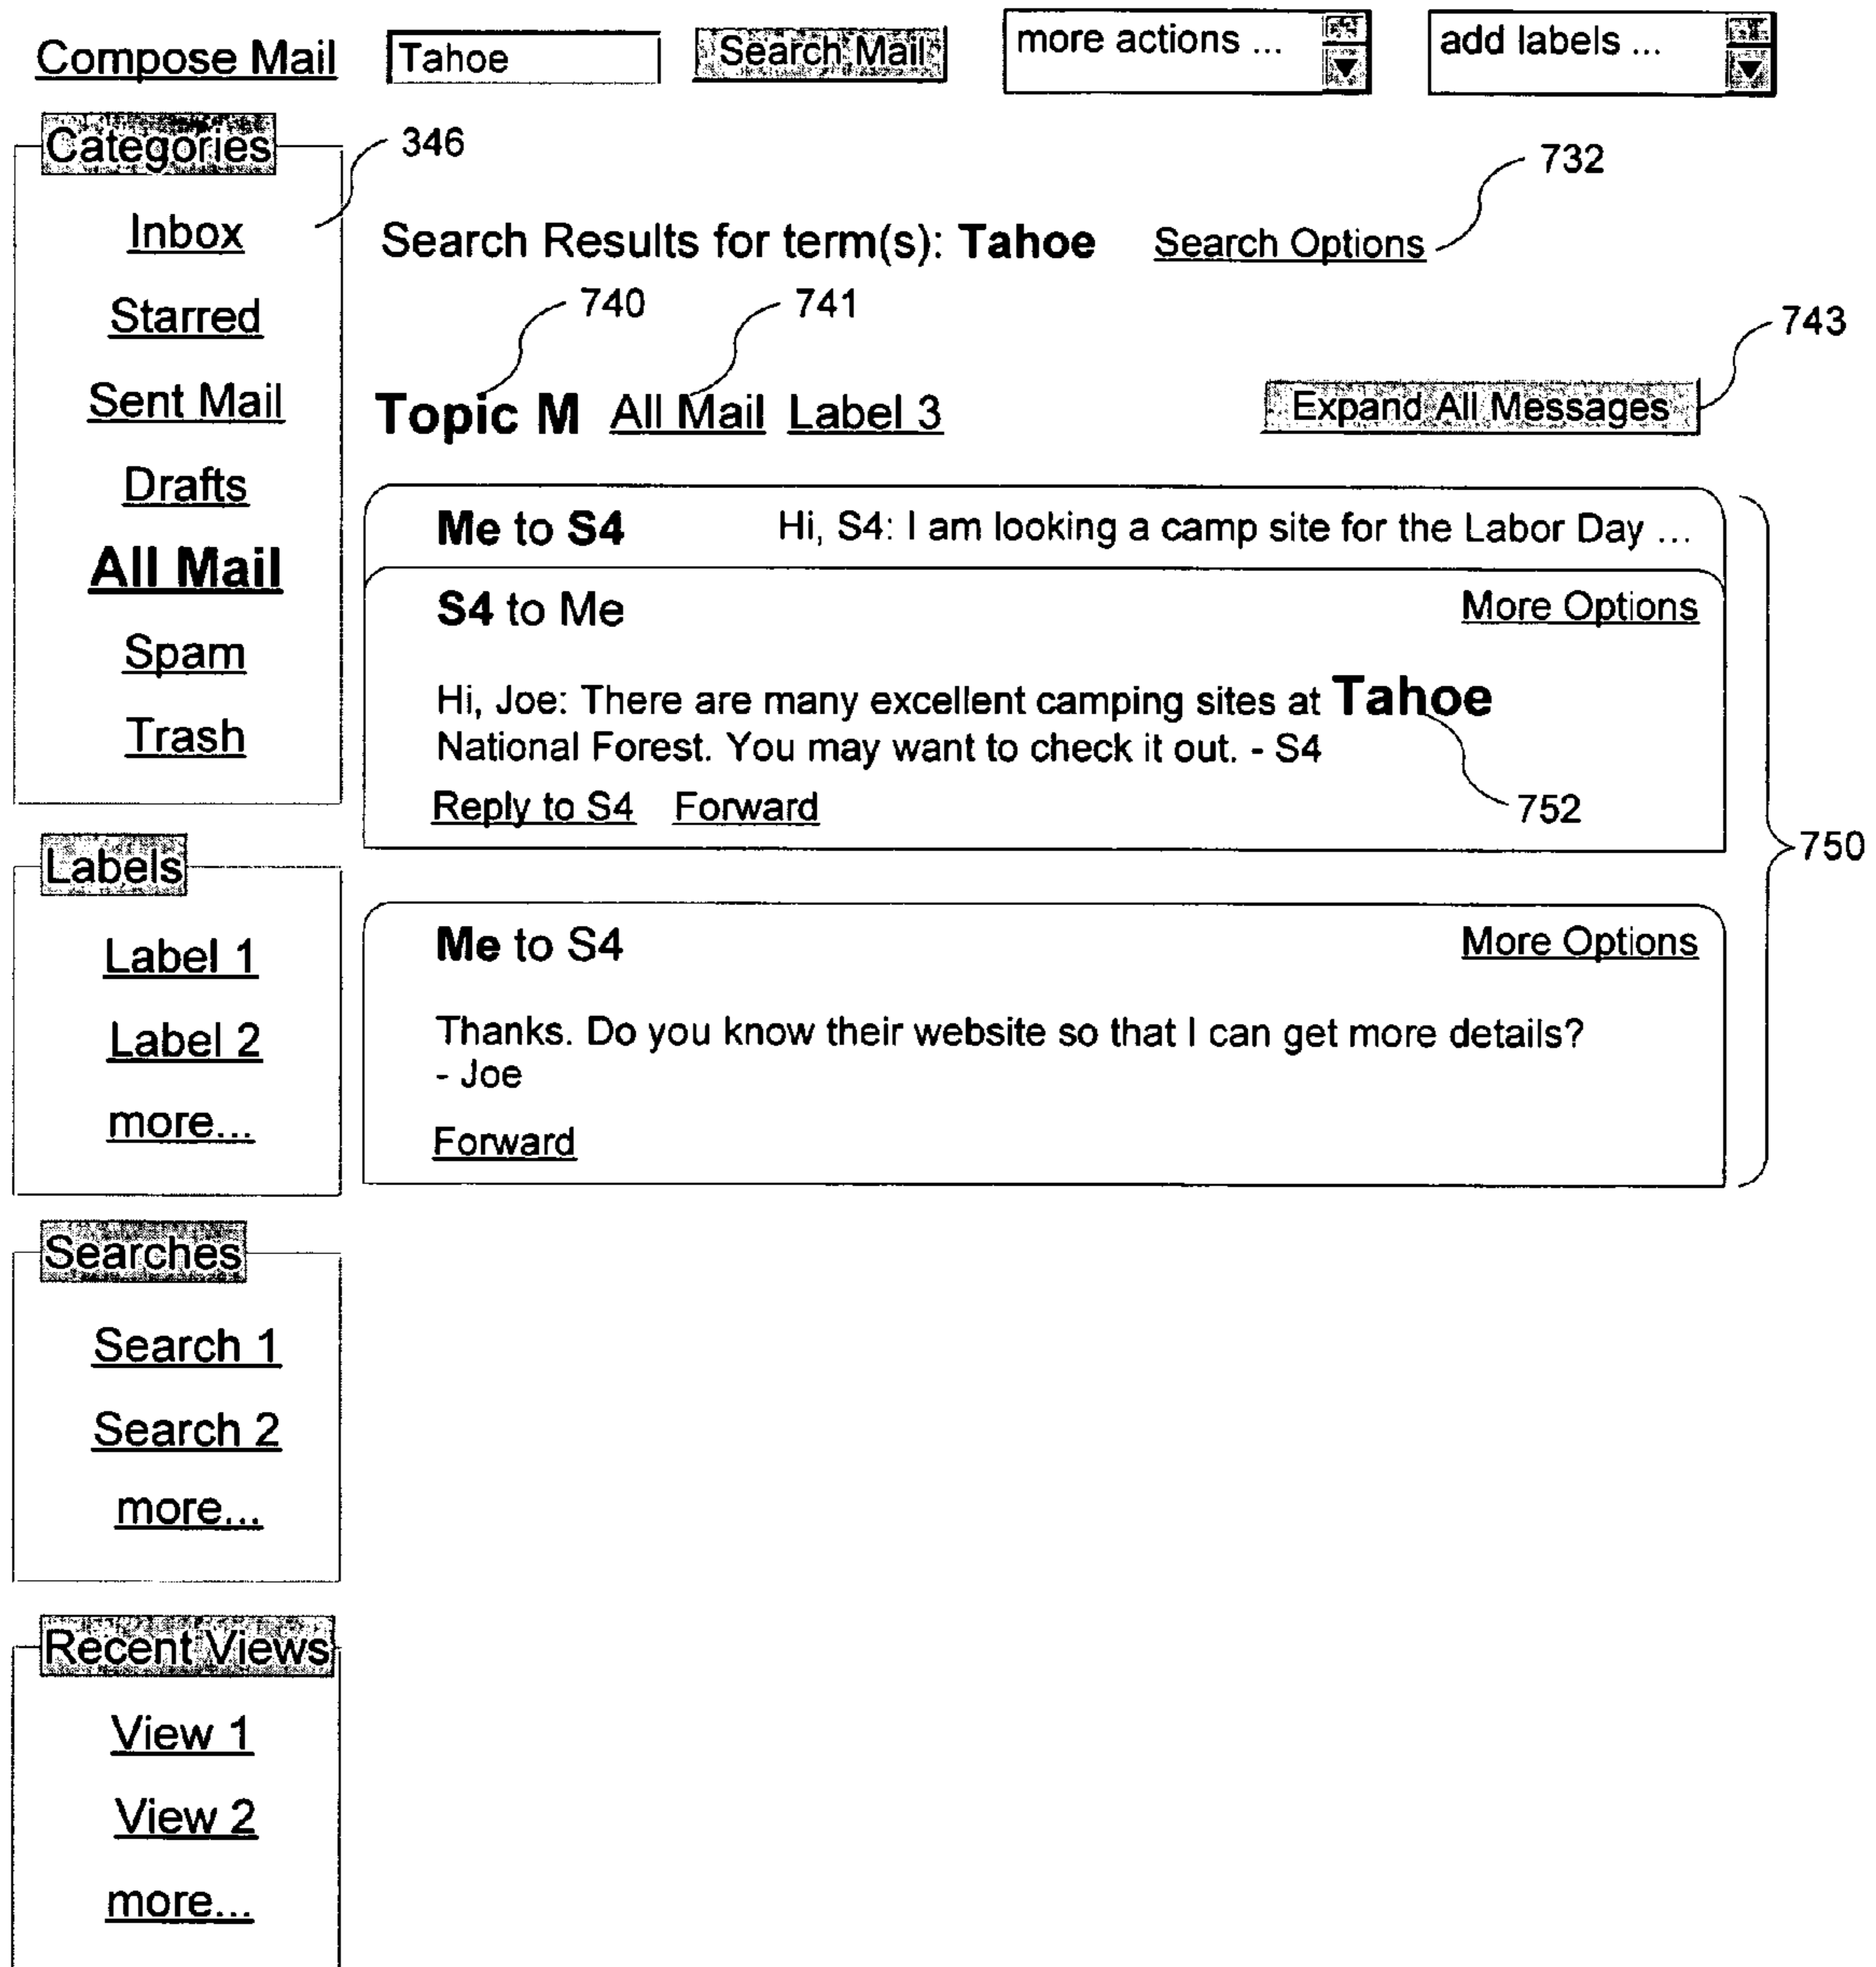 Compose Mail Tahoe Search Mail more actions ... add labels ...
Categories
346
Inbox
Starred
Sent Mail
Drafts
All Mail
Spam
Trash
Labels
Label 1
Label 2
more...
Searches
Search 1
Search 2
more...
Recent Views
View 1
View 2
more...
732
Search Results for term(s): Tahoe Search Options
740 741
743
Topic M All Mail Label 3 Expand All Messages
Me to S4 Hi, S4: I am looking a camp site for the Labor Day ...
S4 to Me More Options
Hi, Joe: There are many excellent camping sites at Tahoe
National Forest. You may want to check it out. - S4
Reply to S4 Forward 752
750
Me to S4 More Options
Thanks. Do you know their website so that I can get more details?
- Joe
Forward